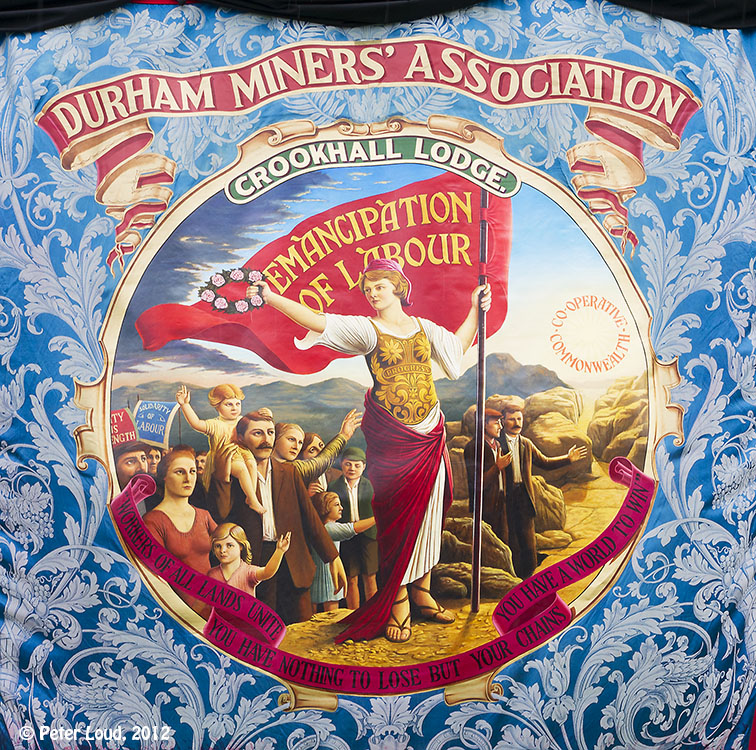 DURHAM MINERS' ASSOCIATION
CROOKHALL LODGE.
EMANCIPATION
OF LABOUR
CO-OPERATIVE
COMMONWEALTH
PROGRESS
SOLIDARITY
OF
LABOUR
IS
STRENGTH
"WORKERS OF ALL LANDS UNITE
YOU HAVE NOTHING TO LOSE BUT YOUR CHAINS
YOU HAVE A WORLD TO WIN"
© Peter Loud, 2012